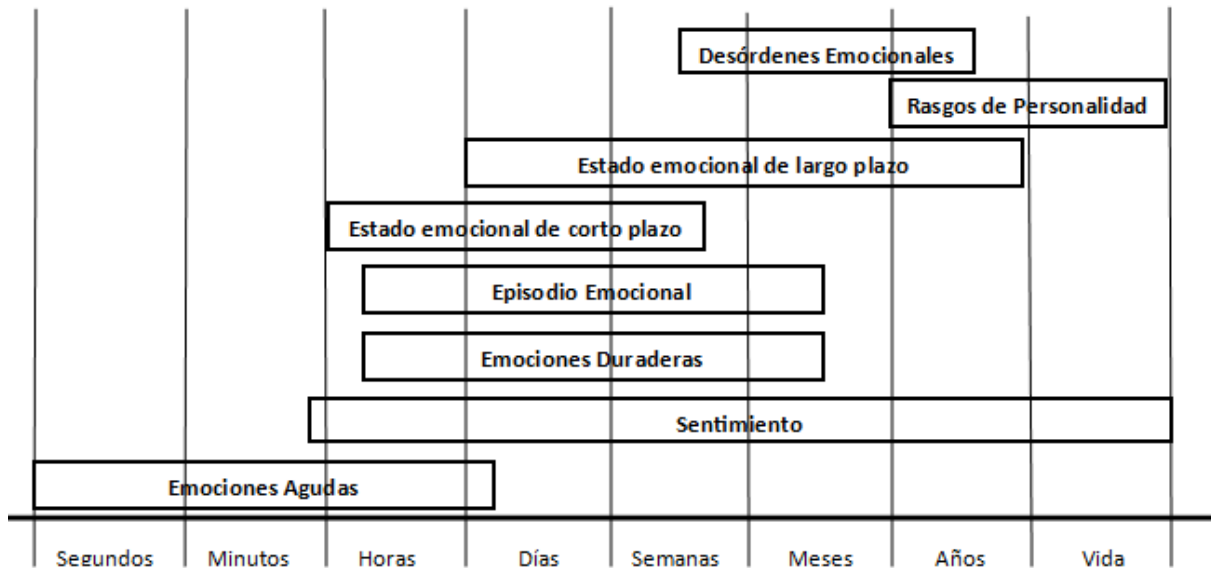 Desórdenes Emocionales
Rasgos de Personalidad
Estado emocional de largo plazo
Estado emocional de corto plazo
Episodio Emocional
Emociones Duraderas
Sentimiento
Emociones Agudas
Segundos Minutos Horas Días Semanas Meses Años Vida